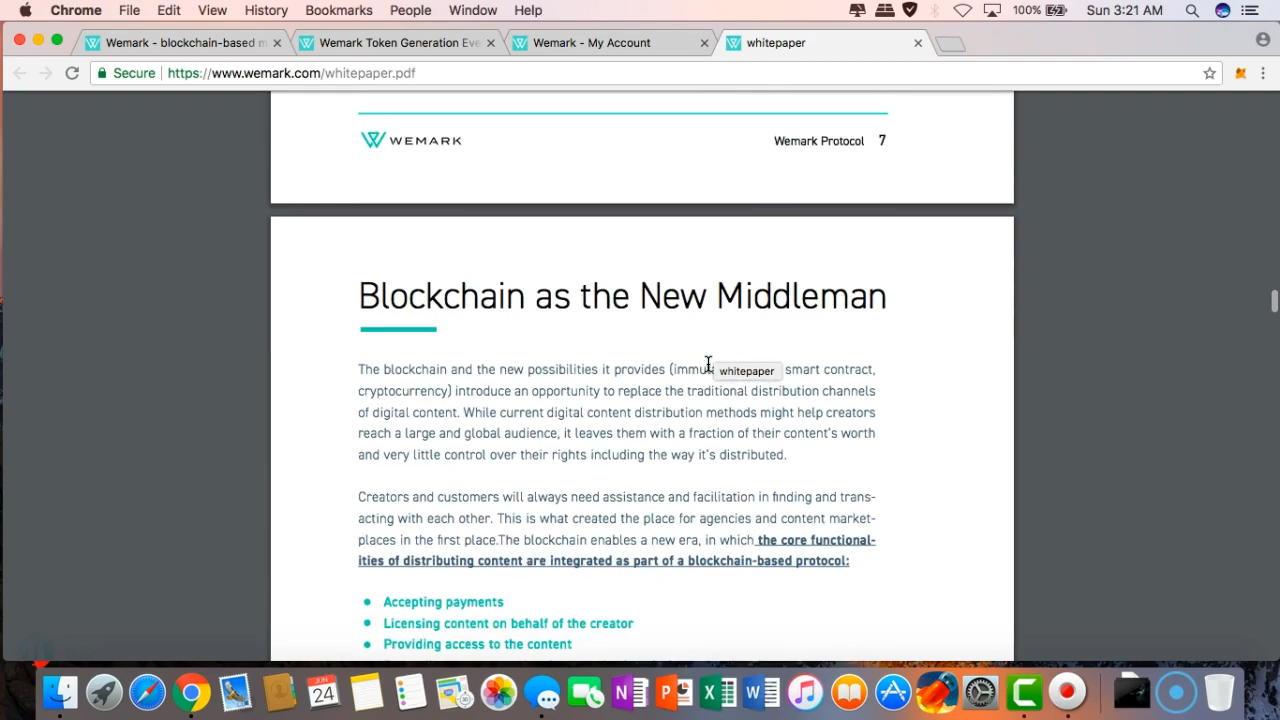 Chrome File Edit View History Bookmarks People Window Help 100% Sun 3:21 AM
Wemark - blockchain-based m
Wemark Token Generation Eve
Wemark - My Account
whitepaper
Secure https://www.wemark.com/whitepaper.pdf
WEMARK
Wemark Protocol 7
Blockchain as the New Middleman
The blockchain and the new possibilities it provides (immu smart contract,
whitepaper
cryptocurrency) introduce an opportunity to replace the traditional distribution channels
of digital content. While current digital content distribution methods might help creators
reach a large and global audience, it leaves them with a fraction of their content's worth
and very little control over their rights including the way it's distributed.
Creators and customers will always need assistance and facilitation in finding and trans-
acting with each other. This is what created the place for agencies and content market-
places in the first place.The blockchain enables a new era, in which the core functional-
ities of distributing content are integrated as part of a blockchain-based protocol:
• Accepting payments
• Licensing content on behalf of the creator
• Providing access to the content
JUN
24